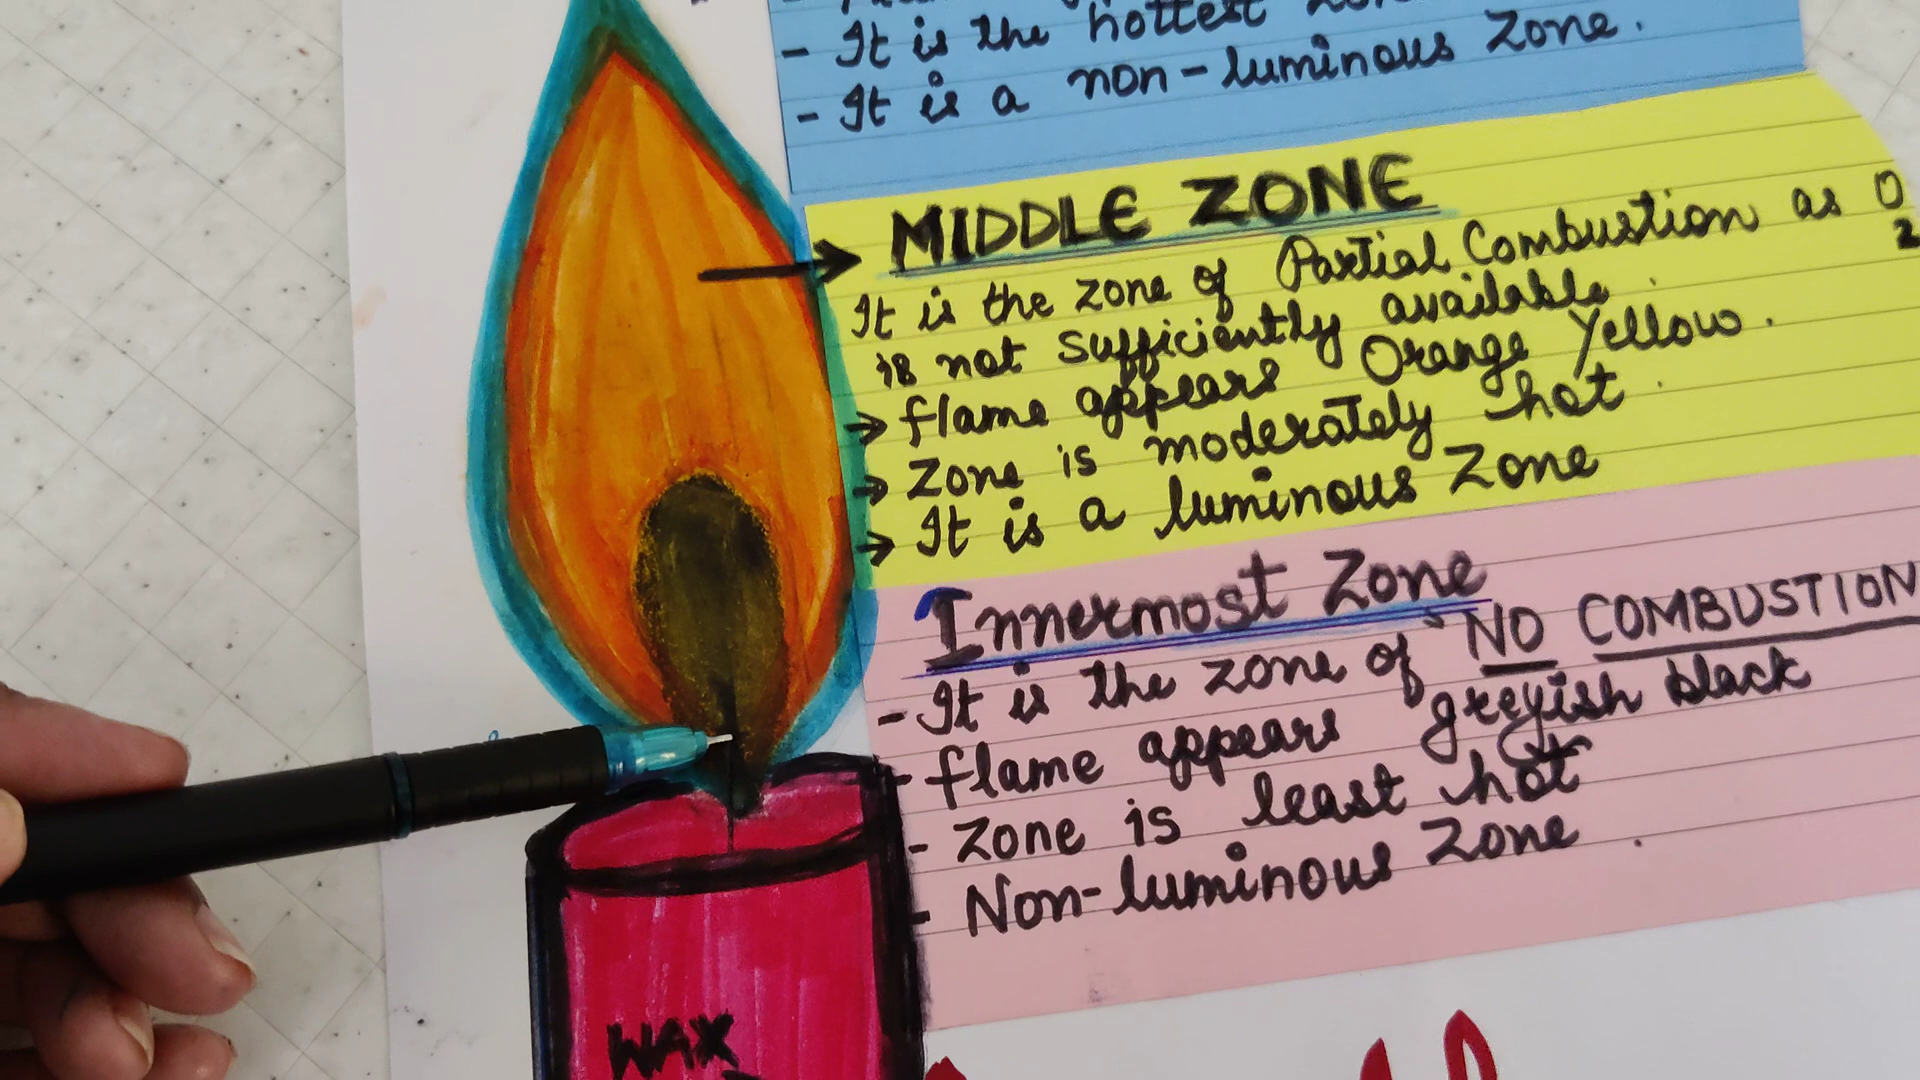 - It is the hottest
- It is a non-luminous Zone.
MIDDLE ZONE
It is the zone of Partial Combustion as O2
is not sufficiently available.
→ flame appears Orange Yellow.
→ Zone is moderately hot.
→ It is a luminous Zone
Innermost Zone
- It is the zone of "NO COMBUSTION
- flame appears greyish black
- Zone is least hot
- Non-luminous Zone.
WAX